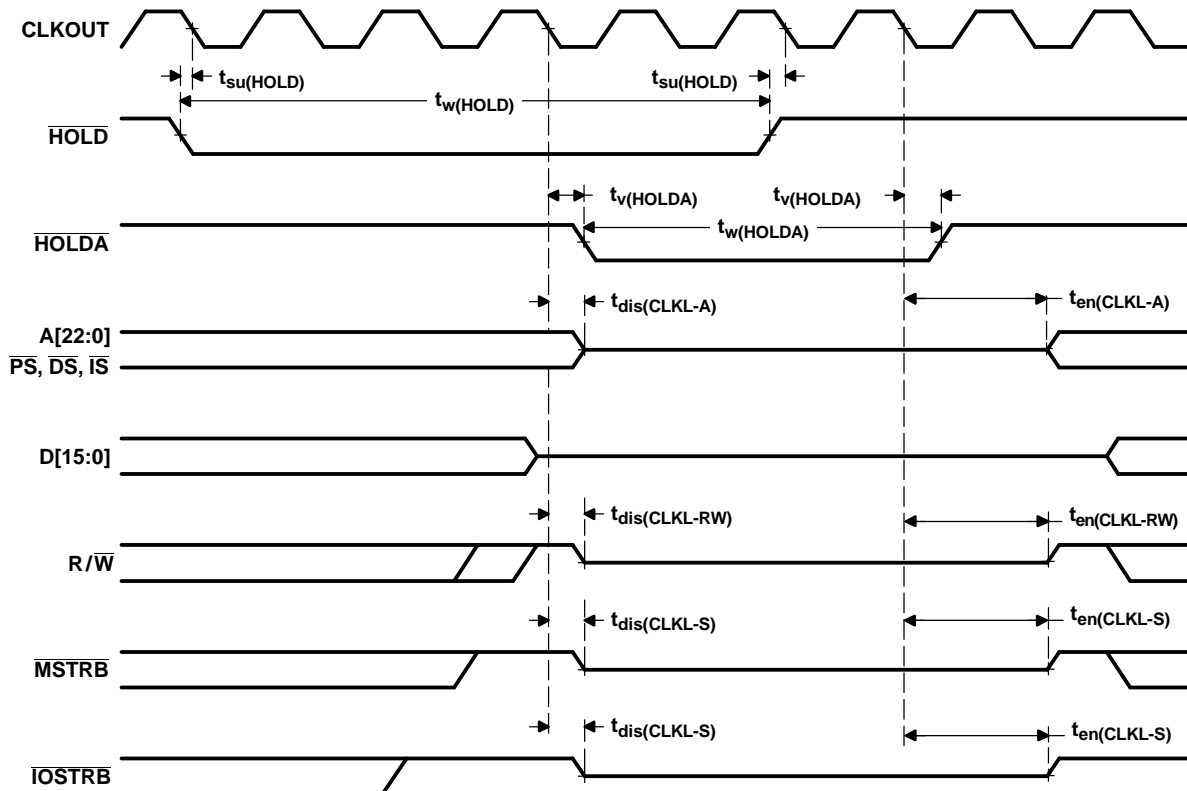 CLKOUT
tsu(HOLD) tsu(HOLD)
tw(HOLD)
HOLD
tv(HOLDA) tv(HOLDA)
tw(HOLDA)
HOLDA
tdis(CLKL-A) ten(CLKL-A)
A[22:0]
PS, DS, IS
D[15:0]
tdis(CLKL-RW) ten(CLKL-RW)
R/W
tdis(CLKL-S) ten(CLKL-S)
MSTRB
tdis(CLKL-S) ten(CLKL-S)
IOSTRB